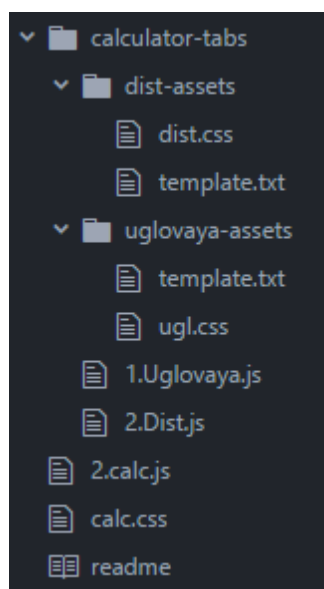 calculator-tabs
dist-assets
dist.css
template.txt
uglovaya-assets
template.txt
ugl.css
1.Uglovaya.js
2.Dist.js
2.calc.js
calc.css
readme